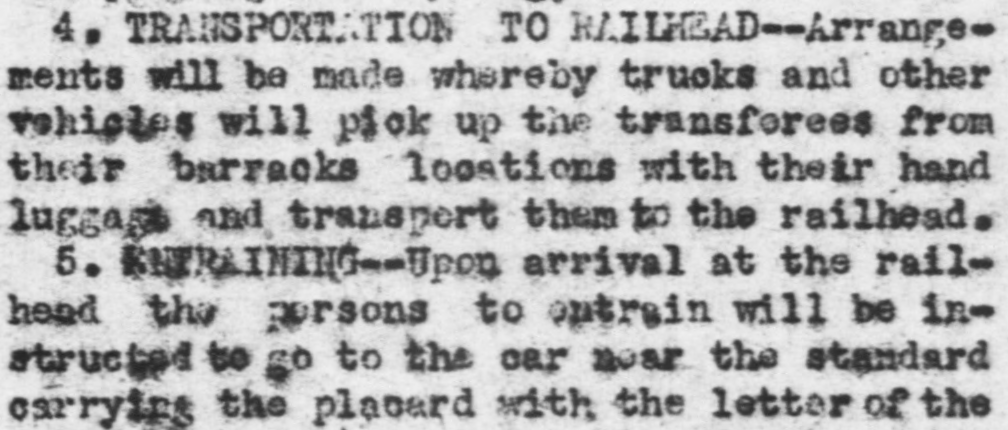 4. TRANSPORTATION TO RAILHEAD--Arrange-
ments will be made whereby trucks and other
vehicles will pick up the transferees from
their barracks locations with their hand
luggage and transport them to the railhead.
5. ENTRAINING--Upon arrival at the rail-
head the persons to entrain will be in-
structed to go to the car near the standard
carrying the placard with the letter of the